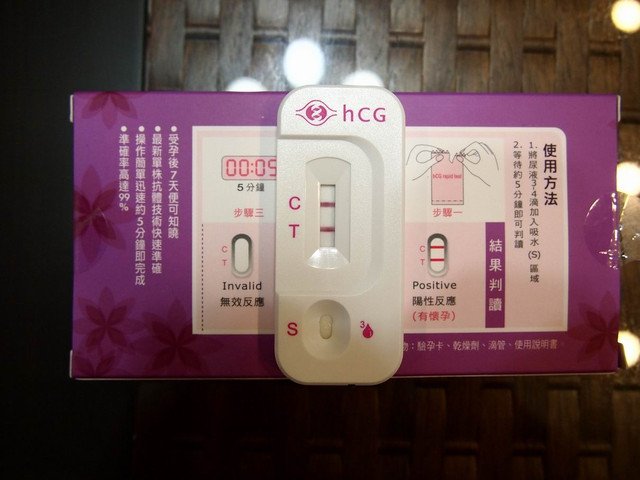 hCG
C
T
S
3
受孕後7天便可知曉
最新單株抗體技術快速準確
操作簡單迅速約5分鐘即完成
準確率高達99%
00:05
5分鐘
步驟三
C
T
Invalid
無效反應
使用方法
1. 將尿液3-4滴加入吸水(S)區域
2. 等待約5分鐘即可判讀
hCG rapid test
步驟一
結果判讀
C
T
Positive
陽性反應
(有懷孕)
物：驗孕卡、乾燥劑、滴管、使用說明書